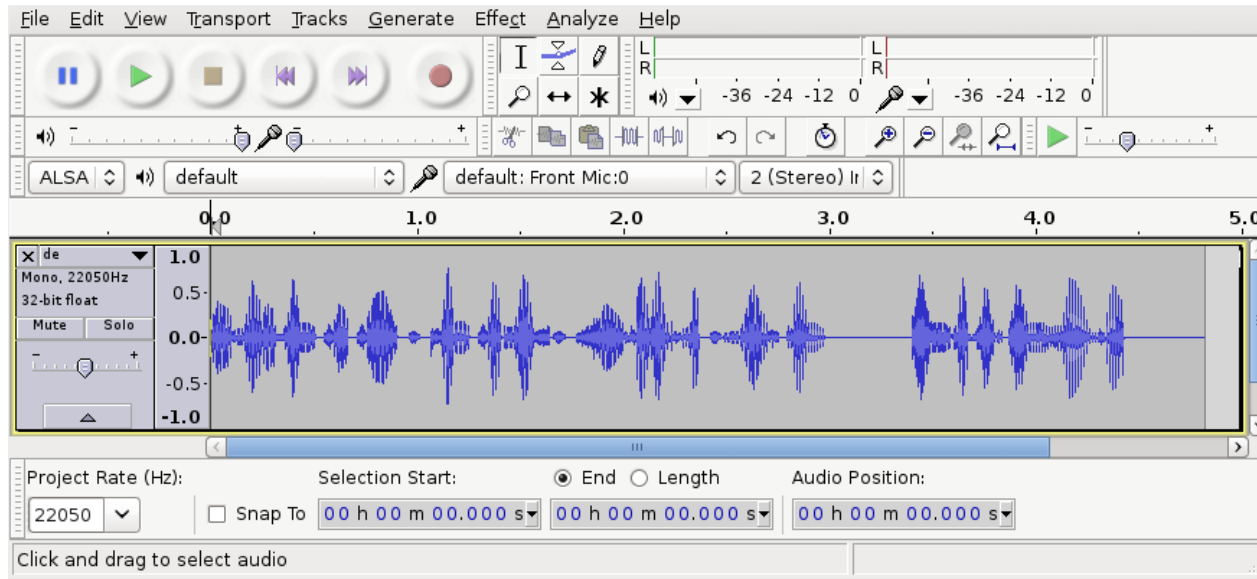 File Edit View Transport Tracks Generate Effect Analyze Help
L
R
-36 -24 -12 0
L
R
-36 -24 -12 0
- +
- +
- +
ALSA default default: Front Mic:0 2 (Stereo) Ir
0.0 1.0 2.0 3.0 4.0 5.0
X de
Mono, 22050Hz
32-bit float
Mute Solo
- +
1.0
0.5-
0.0-
-0.5-
-1.0
Project Rate (Hz): Selection Start: End Length Audio Position:
22050 Snap To 00 h 00 m 00.000 s 00 h 00 m 00.000 s 00 h 00 m 00.000 s
Click and drag to select audio